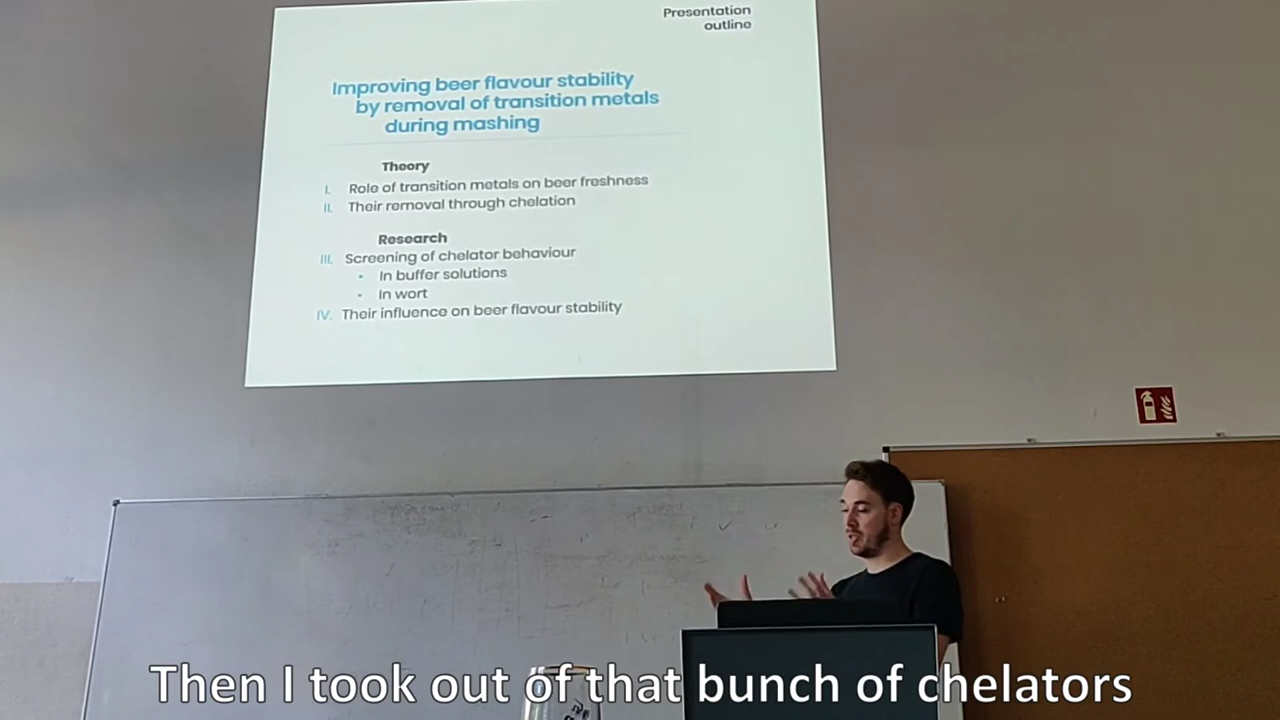 Presentation
outline
Improving beer flavour stability
by removal of transition metals
during mashing
Theory
I. Role of transition metals on beer freshness
II. Their removal through chelation
Research
III. Screening of chelator behaviour
• In buffer solutions
• In wort
IV. Their influence on beer flavour stability
Then I took out of that bunch of chelators